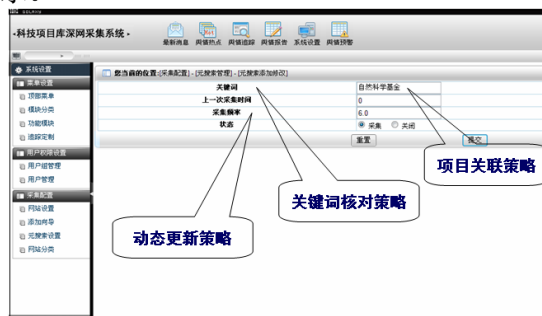 ·科技项目库深网采集系统·
最新消息 舆情热点 舆情追踪 舆情报告 系统设置 舆情预警
系统设置
菜单设置
顶部菜单
模块分类
功能模块
追踪定制
用户权限设置
用户组管理
用户管理
采集配置
网站设置
添加向导
元搜索设置
网站分类
您当前的位置:[采集配置]-[元搜索管理]-[元搜索添加修改]
关键词 自然科学基金
上一次采集时间 0
采集频率 6.0
状态 采集 关闭
重置 提交
项目关联策略
关键词核对策略
动态更新策略